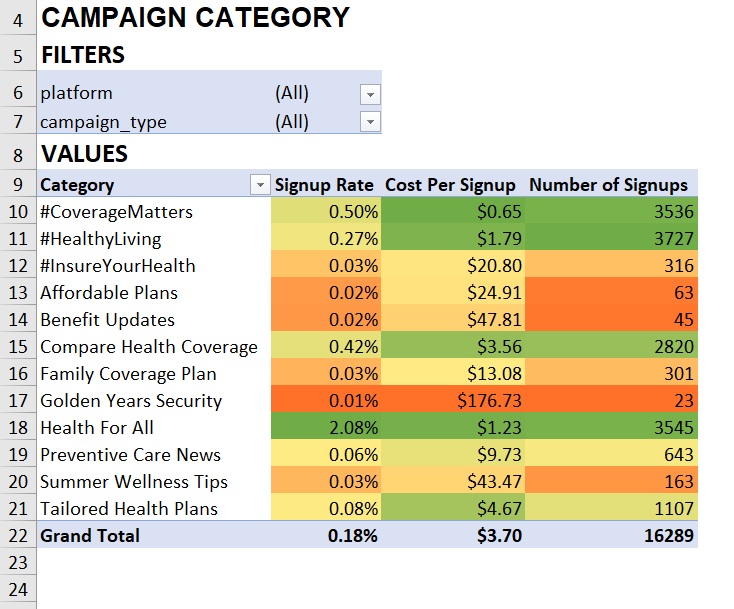 4 CAMPAIGN CATEGORY
5 FILTERS
6 platform (All)
7 campaign_type (All)
8 VALUES
9 Category Signup Rate Cost Per Signup Number of Signups
10 #CoverageMatters 0.50% $0.65 3536
11 #HealthyLiving 0.27% $1.79 3727
12 #InsureYourHealth 0.03% $20.80 316
13 Affordable Plans 0.02% $24.91 63
14 Benefit Updates 0.02% $47.81 45
15 Compare Health Coverage 0.42% $3.56 2820
16 Family Coverage Plan 0.03% $13.08 301
17 Golden Years Security 0.01% $176.73 23
18 Health For All 2.08% $1.23 3545
19 Preventive Care News 0.06% $9.73 643
20 Summer Wellness Tips 0.03% $43.47 163
21 Tailored Health Plans 0.08% $4.67 1107
22 Grand Total 0.18% $3.70 16289
23
24